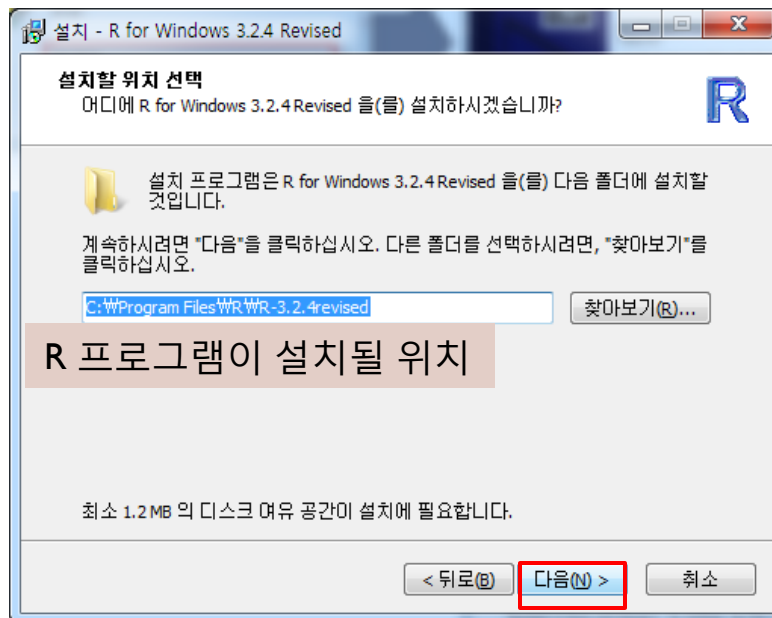 설치 - R for Windows 3.2.4 Revised
설치할 위치 선택
어디에 R for Windows 3.2.4 Revised 을(를) 설치하시겠습니까?
R
설치 프로그램은 R for Windows 3.2.4 Revised 을(를) 다음 폴더에 설치할
것입니다.
계속하시려면 "다음"을 클릭하십시오. 다른 폴더를 선택하시려면, "찾아보기"를
클릭하십시오.
C:₩Program Files₩R₩R-3.2.4revised
찾아보기(R)...
R 프로그램이 설치될 위치
최소 1.2 MB 의 디스크 여유 공간이 설치에 필요합니다.
< 뒤로(B) 다음(N) > 취소